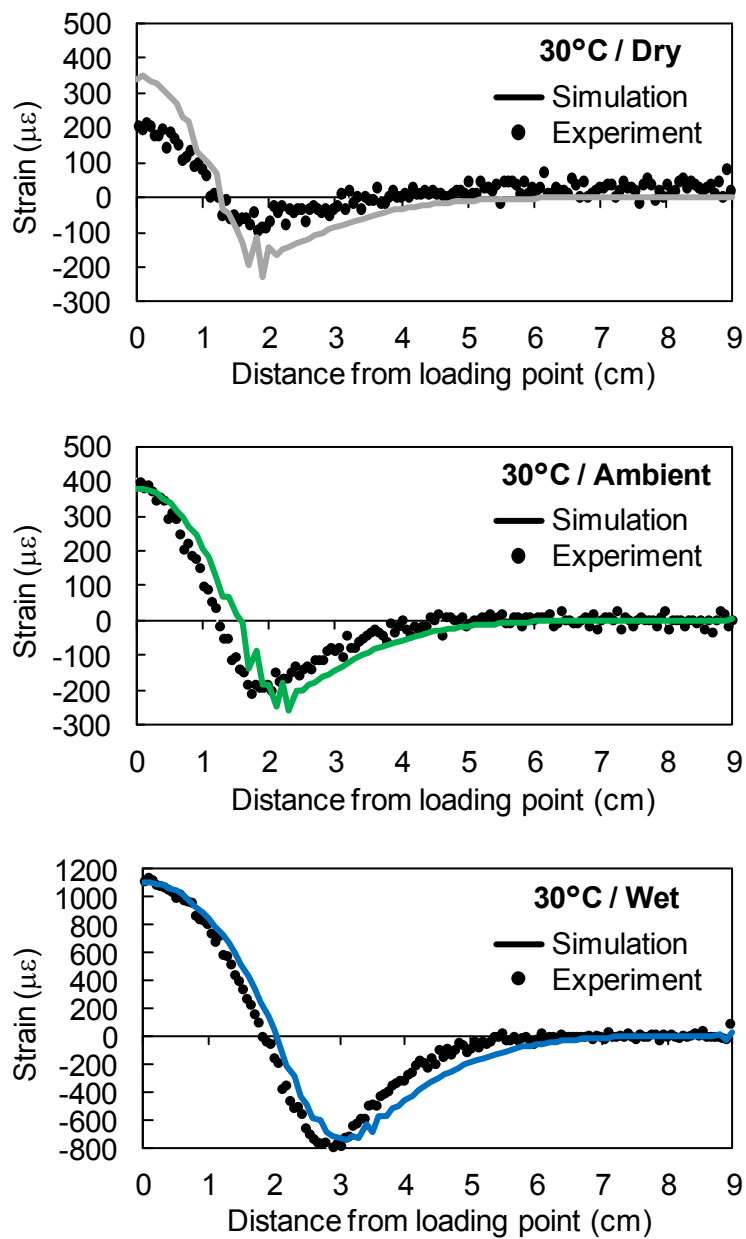 500
400
300
200
100
0
-100
-200
-300
Strain (με)
30°C / Dry
Simulation
Experiment
0 1 2 3 4 5 6 7 8 9
Distance from loading point (cm)
500
400
300
200
100
0
-100
-200
-300
Strain (με)
30°C / Ambient
Simulation
Experiment
0 1 2 3 4 5 6 7 8 9
Distance from loading point (cm)
1200
1000
800
600
400
200
0
-200
-400
-600
-800
Strain (με)
30°C / Wet
Simulation
Experiment
0 1 2 3 4 5 6 7 8 9
Distance from loading point (cm)